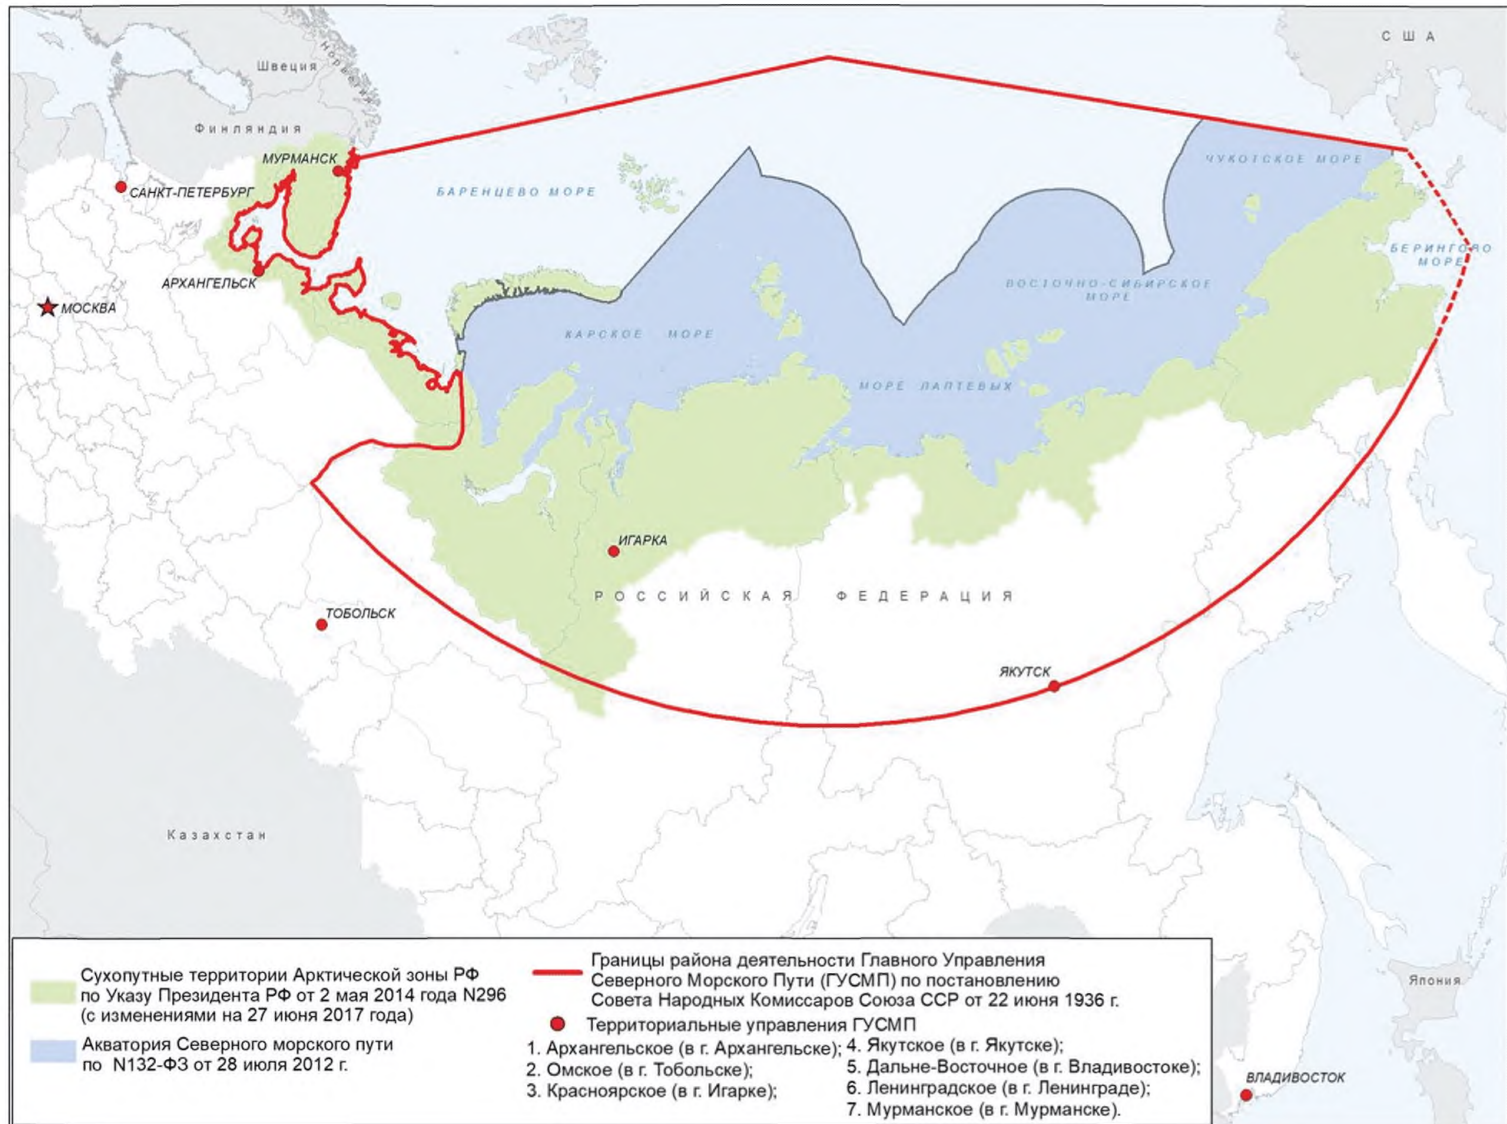 С Ш А
Швеция
Норвегия
Финляндия
МУРМАНСК
ЧУКОТСКОЕ МОРЕ
САНКТ-ПЕТЕРБУРГ
БАРЕНЦЕВО МОРЕ
БЕРИНГОВО
МОРЕ
АРХАНГЕЛЬСК
ВОСТОЧНО-СИБИРСКОЕ
МОРЕ
МОСКВА
КАРСКОЕ МОРЕ
МОРЕ ЛАПТЕВЫХ
ИГАРКА
РОССИЙСКАЯ ФЕДЕРАЦИЯ
ТОБОЛЬСК
ЯКУТСК
Казахстан
Япония
ВЛАДИВОСТОК
Сухопутные территории Арктической зоны РФ
по Указу Президента РФ от 2 мая 2014 года N296
(с изменениями на 27 июня 2017 года)
Акватория Северного морского пути
по N132-ФЗ от 28 июля 2012 г.
Границы района деятельности Главного Управления
Северного Морского Пути (ГУСМП) по постановлению
Совета Народных Комиссаров Союза ССР от 22 июня 1936 г.
Территориальные управления ГУСМП
1. Архангельское (в г. Архангельске);
2. Омское (в г. Тобольске);
3. Красноярское (в г. Игарке);
4. Якутское (в г. Якутске);
5. Дальне-Восточное (в г. Владивостоке);
6. Ленинградское (в г. Ленинграде);
7. Мурманское (в г. Мурманске).